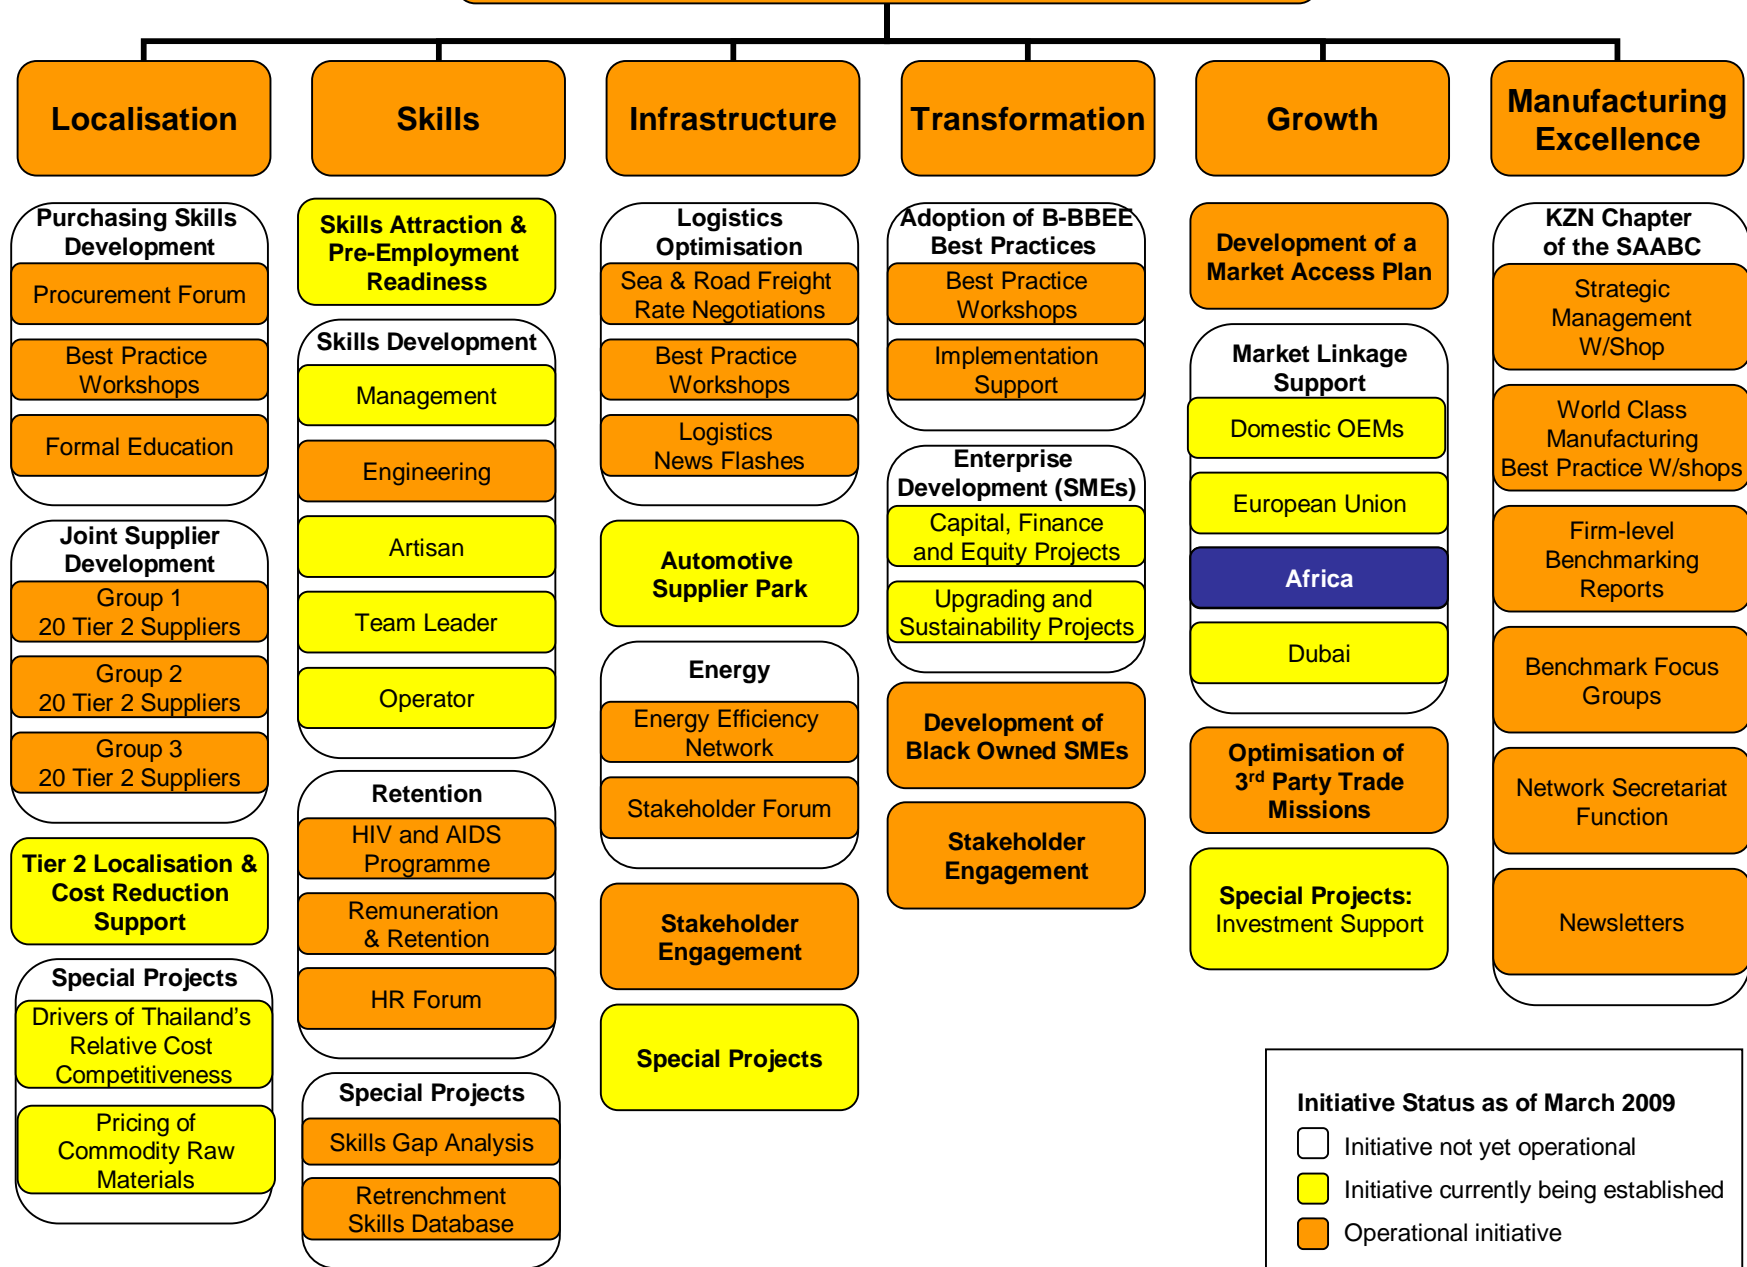 Localisation
Skills
Infrastructure
Transformation
Growth
Manufacturing
Excellence
Purchasing Skills
Development
Procurement Forum
Best Practice
Workshops
Formal Education
Joint Supplier
Development
Group 1
20 Tier 2 Suppliers
Group 2
20 Tier 2 Suppliers
Group 3
20 Tier 2 Suppliers
Tier 2 Localisation &
Cost Reduction
Support
Special Projects
Drivers of Thailand's
Relative Cost
Competitiveness
Pricing of
Commodity Raw
Materials
Skills Attraction &
Pre-Employment
Readiness
Skills Development
Management
Engineering
Artisan
Team Leader
Operator
Retention
HIV and AIDS
Programme
Remuneration
& Retention
HR Forum
Special Projects
Skills Gap Analysis
Retrenchment
Skills Database
Logistics
Optimisation
Sea & Road Freight
Rate Negotiations
Best Practice
Workshops
Logistics
News Flashes
Automotive
Supplier Park
Energy
Energy Efficiency
Network
Stakeholder Forum
Stakeholder
Engagement
Special Projects
Adoption of B-BBEE
Best Practices
Best Practice
Workshops
Implementation
Support
Enterprise
Development (SMEs)
Capital, Finance
and Equity Projects
Upgrading and
Sustainability Projects
Development of
Black Owned SMEs
Stakeholder
Engagement
Development of a
Market Access Plan
Market Linkage
Support
Domestic OEMs
European Union
Africa
Dubai
Optimisation of
3rd Party Trade
Missions
Special Projects:
Investment Support
KZN Chapter
of the SAABC
Strategic
Management
W/Shop
World Class
Manufacturing
Best Practice W/shops
Firm-level
Benchmarking
Reports
Benchmark Focus
Groups
Network Secretariat
Function
Newsletters
Initiative Status as of March 2009
Initiative not yet operational
Initiative currently being established
Operational initiative